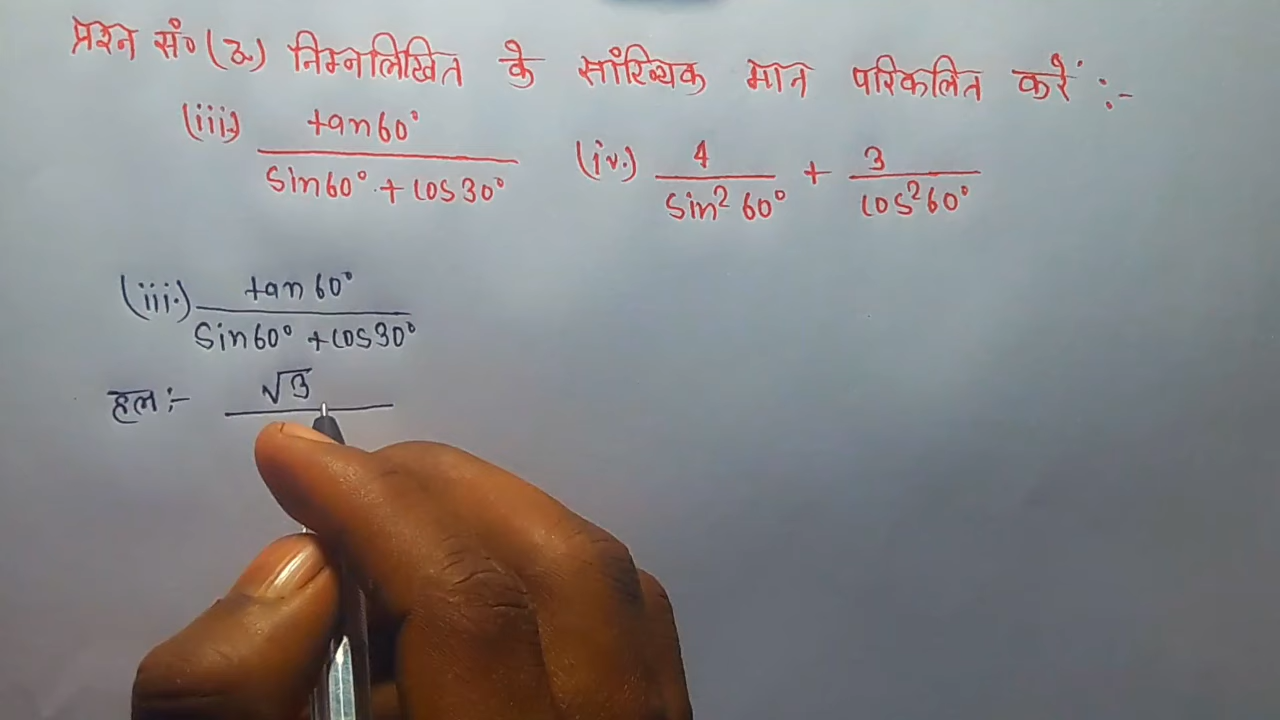 प्रश्न सं० (2.) निम्नलिखित के सांख्यिक मान परिकलित करें :-
(iii.) tan60° / (Sin60° + cos30°) (iv.) 4 / sin² 60° + 3 / cos² 60°
(iii.) tan60° / (Sin60° + cos30°)
हल :- √3